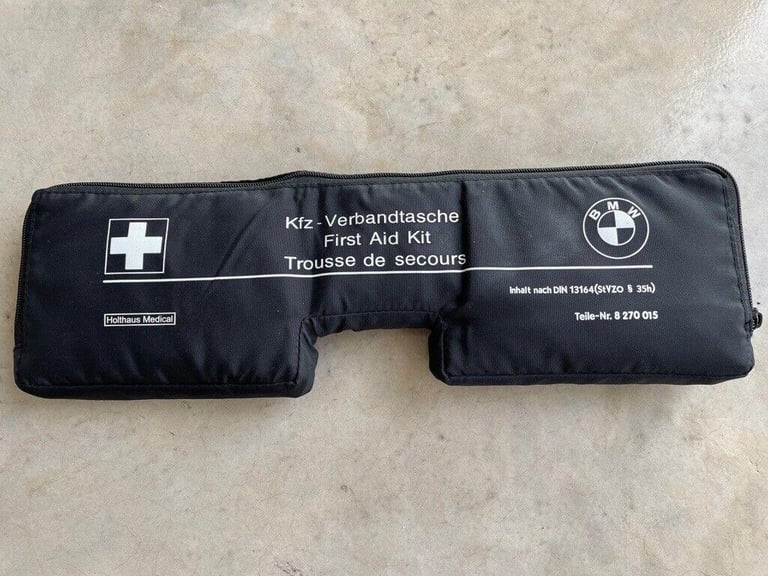 Kfz - Verbandtasche
First Aid Kit
Trousse de secours
BMW
Inhalt nach DIN 13164(StVZO § 35h)
Holthaus Medical
Teile-Nr. 8 270 015